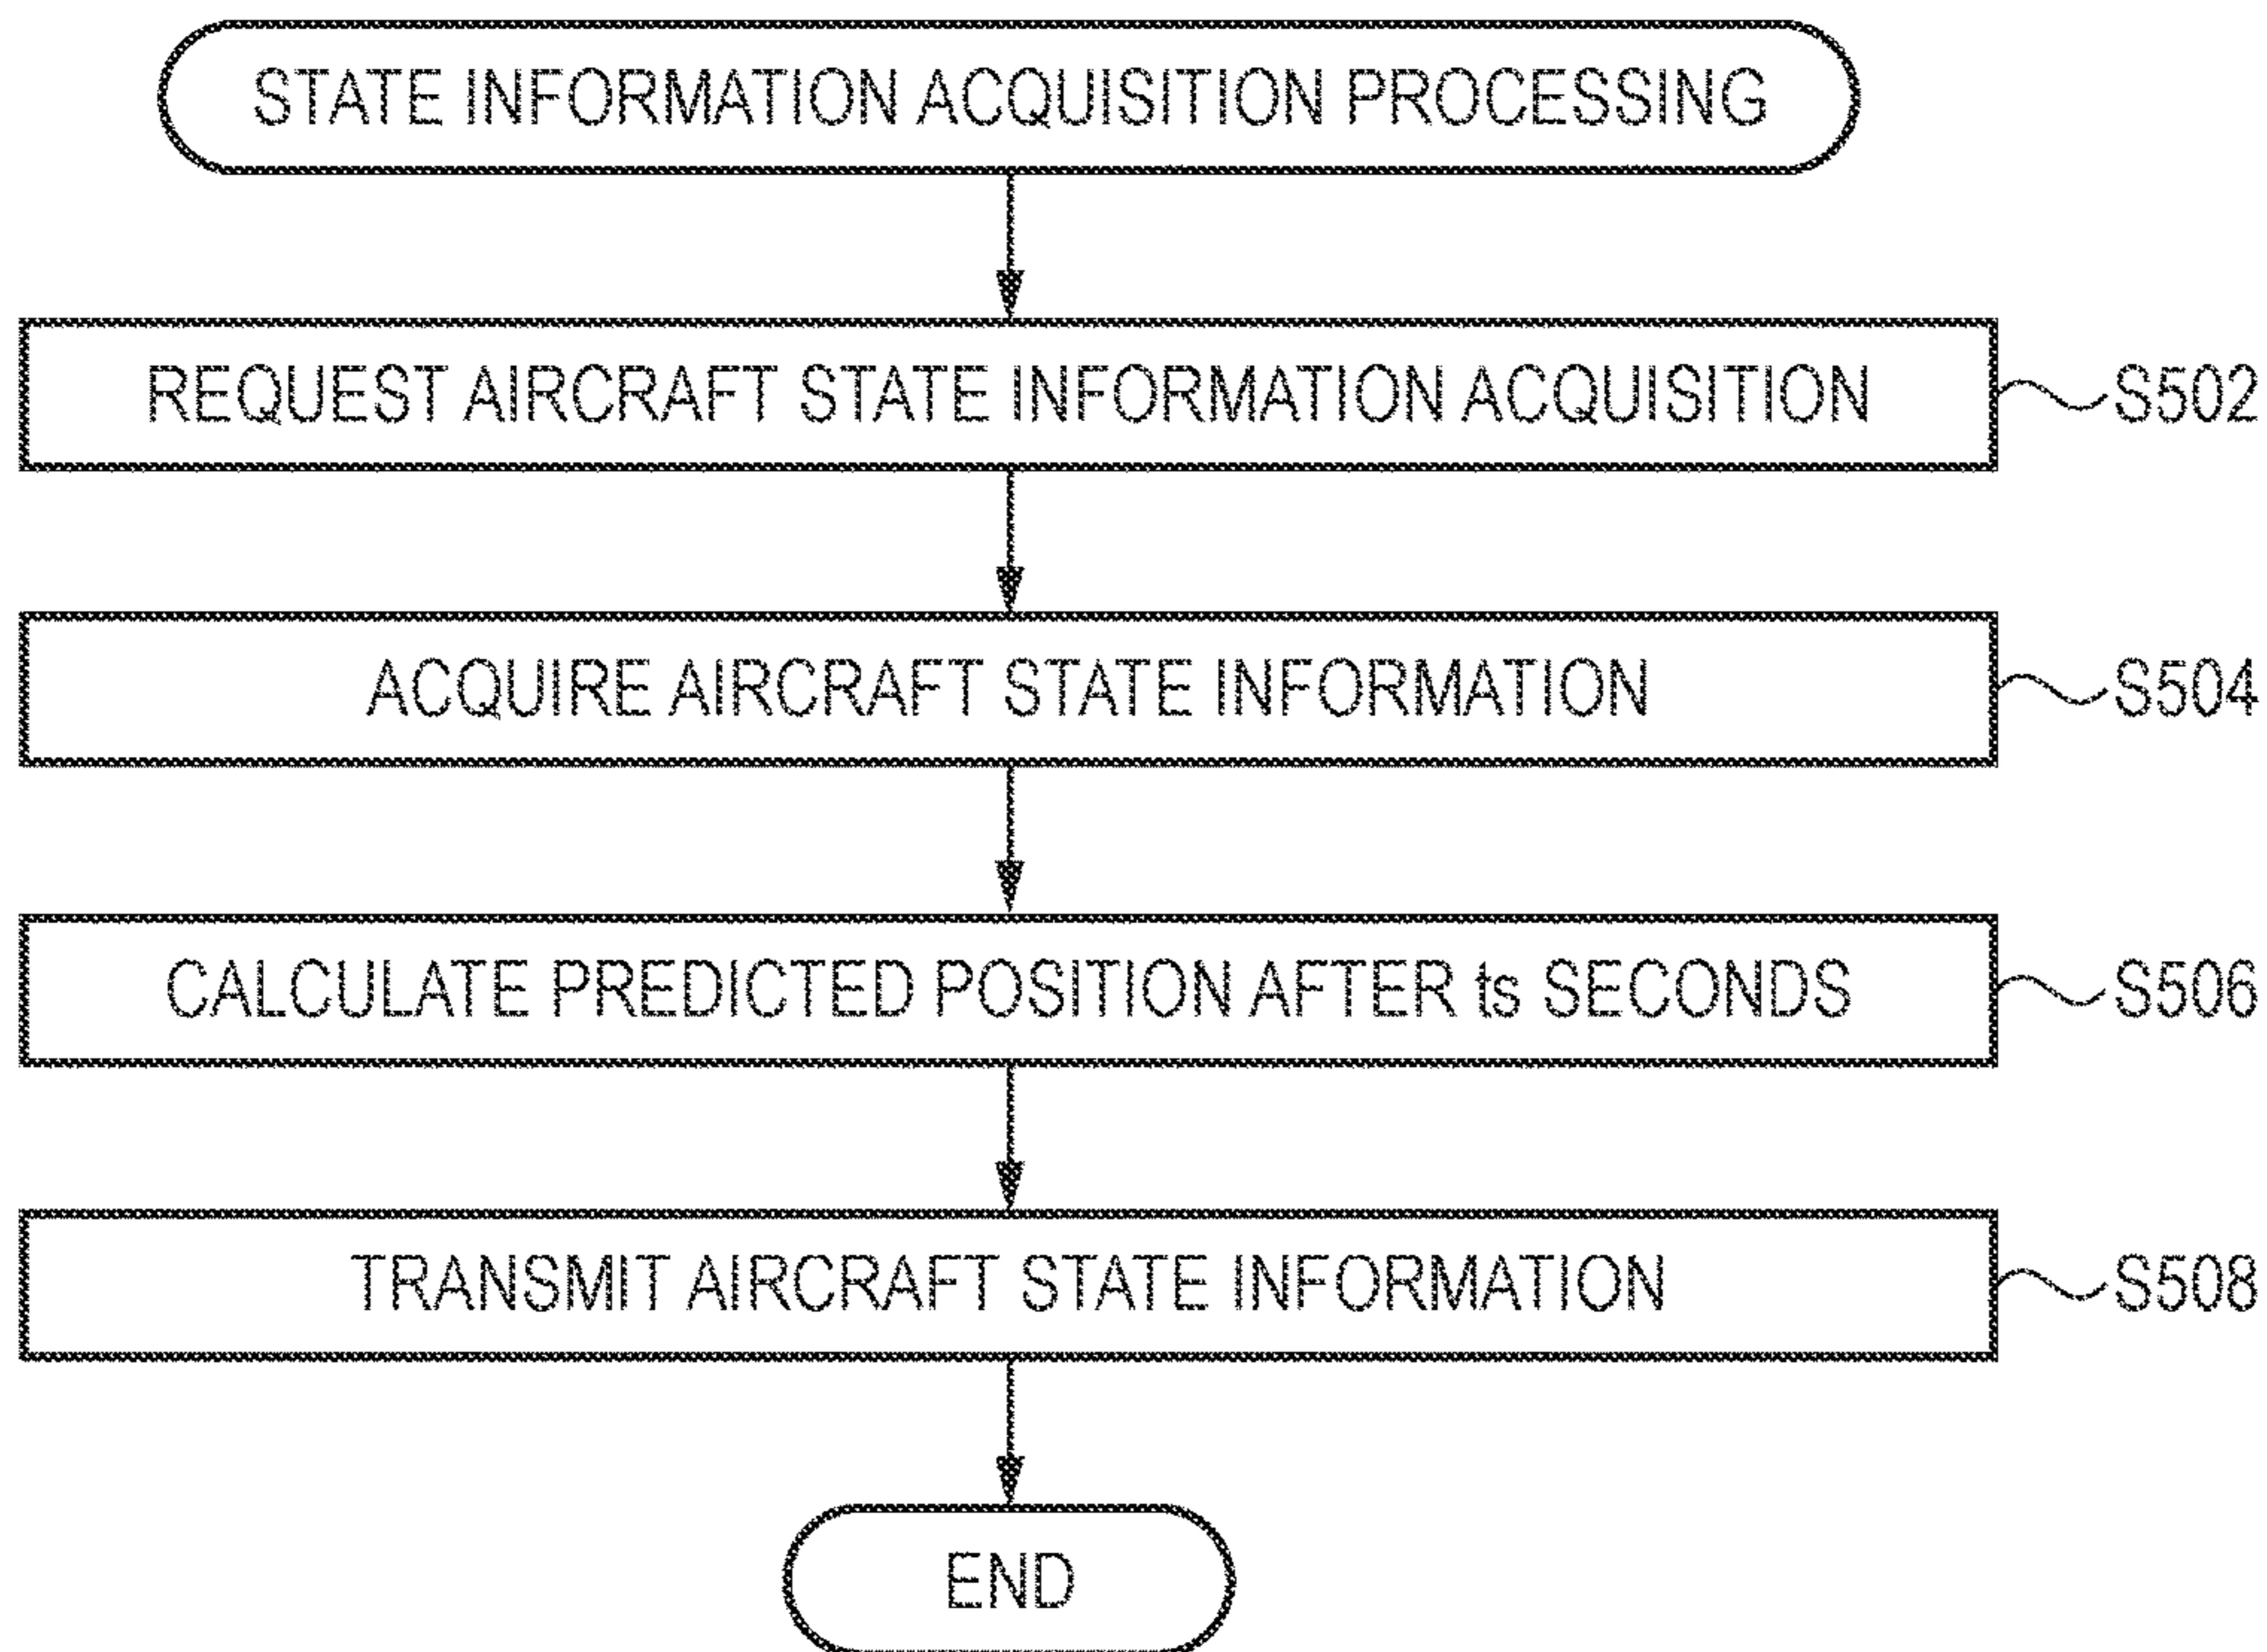 STATE INFORMATION ACQUISITION PROCESSING
REQUEST AIRCRAFT STATE INFORMATION ACQUISITION
S502
ACQUIRE AIRCRAFT STATE INFORMATION
S504
CALCULATE PREDICTED POSITION AFTER ts SECONDS
S506
TRANSMIT AIRCRAFT STATE INFORMATION
S508
END